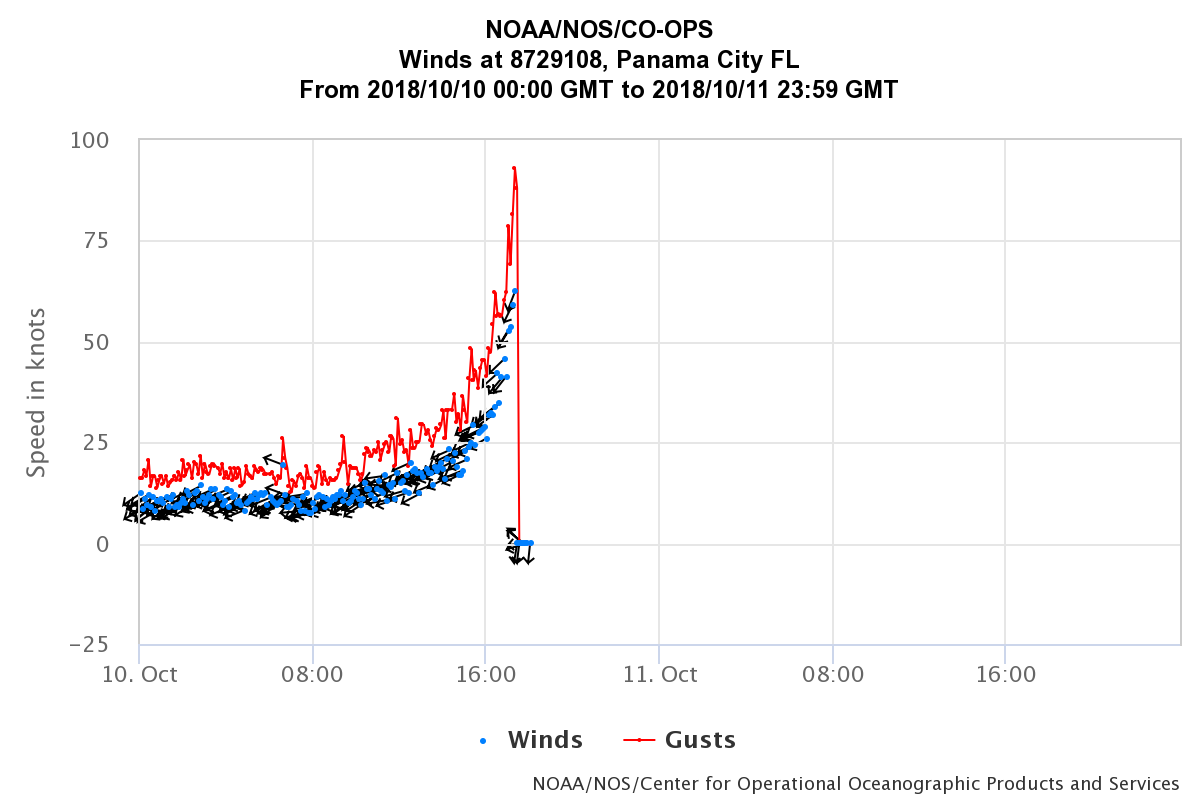 NOAA/NOS/CO-OPS
Winds at 8729108, Panama City FL
From 2018/10/10 00:00 GMT to 2018/10/11 23:59 GMT
100
75
50
25
0
−25
Speed in knots
10. Oct 08:00 16:00 11. Oct 08:00 16:00
Winds Gusts
NOAA/NOS/Center for Operational Oceanographic Products and Services